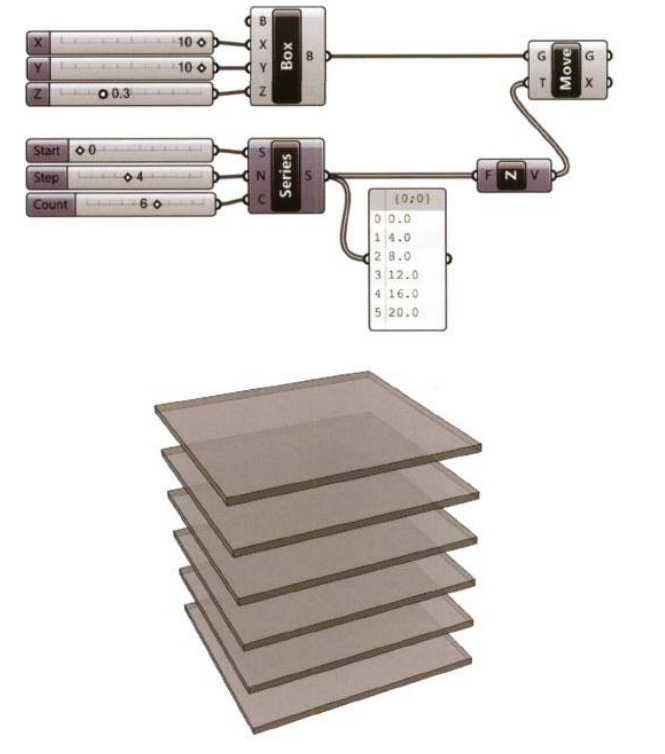 B
X 10 X
Y 10 Y Box B
Z 0.3 Z
G Move G
T X
Start 0 S
Step 4 N Series S
Count 6 C
F Z V
{0;0}
0 0.0
1 4.0
2 8.0
3 12.0
4 16.0
5 20.0